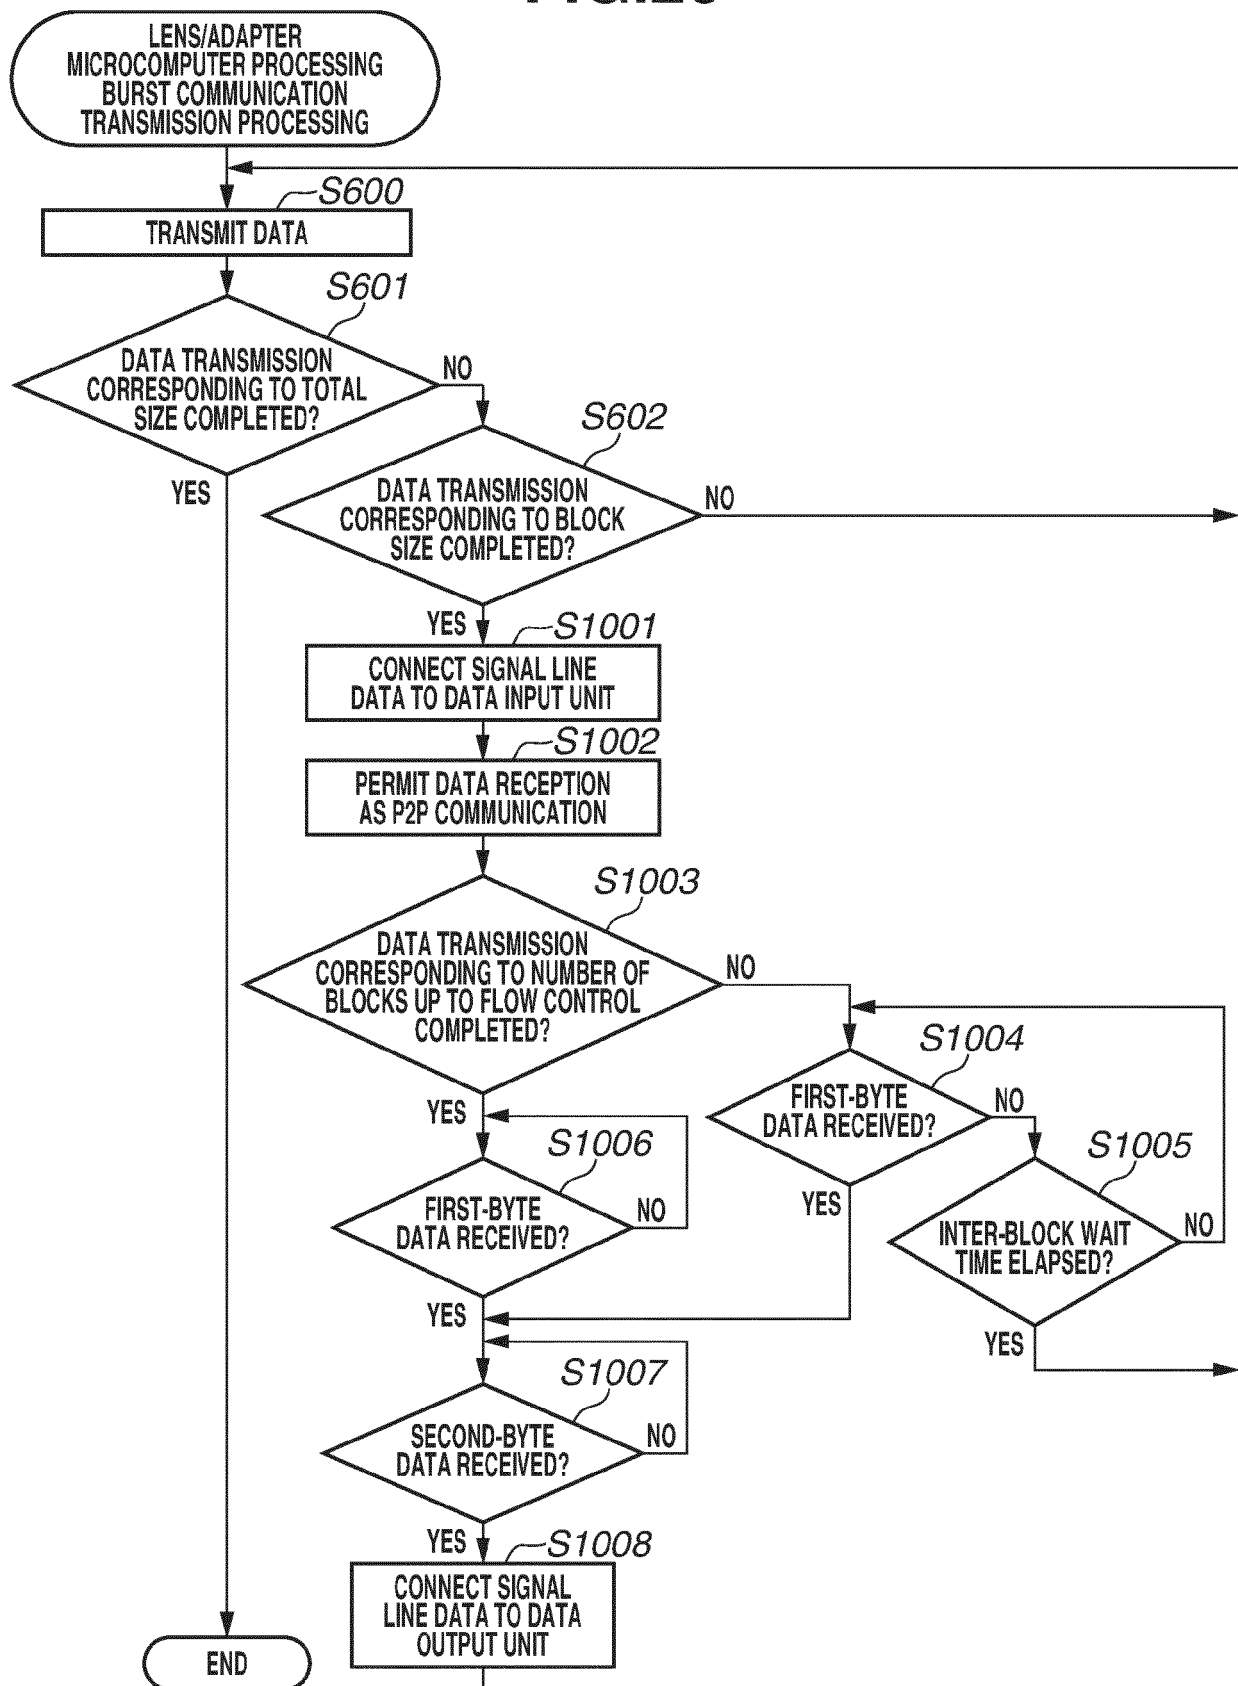 LENS/ADAPTER
MICROCOMPUTER PROCESSING
BURST COMMUNICATION
TRANSMISSION PROCESSING
S600
TRANSMIT DATA
S601
DATA TRANSMISSION
CORRESPONDING TO TOTAL
SIZE COMPLETED?
NO
YES
S602
DATA TRANSMISSION
CORRESPONDING TO BLOCK
SIZE COMPLETED?
NO
YES
S1001
CONNECT SIGNAL LINE
DATA TO DATA INPUT UNIT
S1002
PERMIT DATA RECEPTION
AS P2P COMMUNICATION
S1003
DATA TRANSMISSION
CORRESPONDING TO NUMBER OF
BLOCKS UP TO FLOW CONTROL
COMPLETED?
NO
YES
S1004
FIRST-BYTE
DATA RECEIVED?
NO
YES
S1005
INTER-BLOCK WAIT
TIME ELAPSED?
NO
YES
S1006
FIRST-BYTE
DATA RECEIVED?
NO
YES
S1007
SECOND-BYTE
DATA RECEIVED?
NO
YES
S1008
CONNECT SIGNAL
LINE DATA TO DATA
OUTPUT UNIT
END